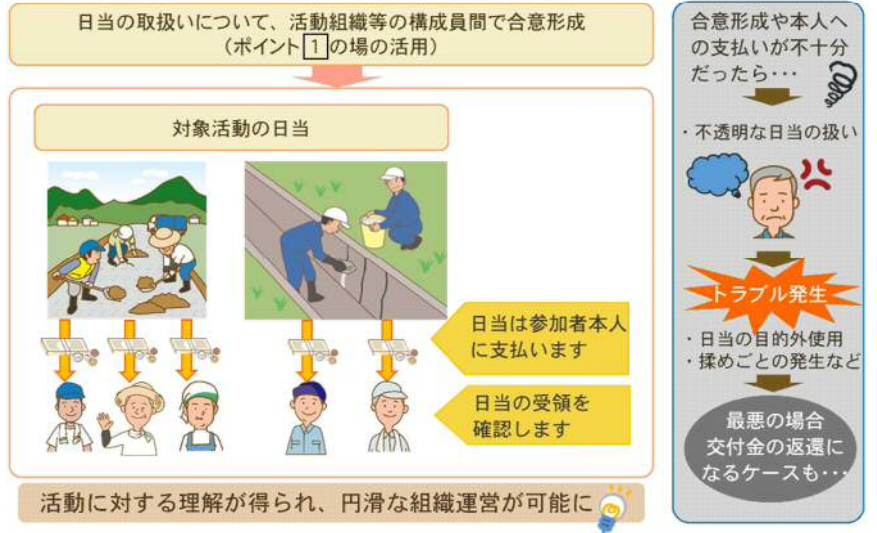 日当の取扱いについて、活動組織等の構成員間で合意形成
（ポイント1の場の活用）
対象活動の日当
日当は参加者本人
に支払います
日当の受領を
確認します
活動に対する理解が得られ、円滑な組織運営が可能に
合意形成や本人へ
の支払いが不十分
だったら・・・
・不透明な日当の扱い
トラブル発生
・日当の目的外使用
・揉めごとの発生など
最悪の場合
交付金の返還に
なるケースも・・・